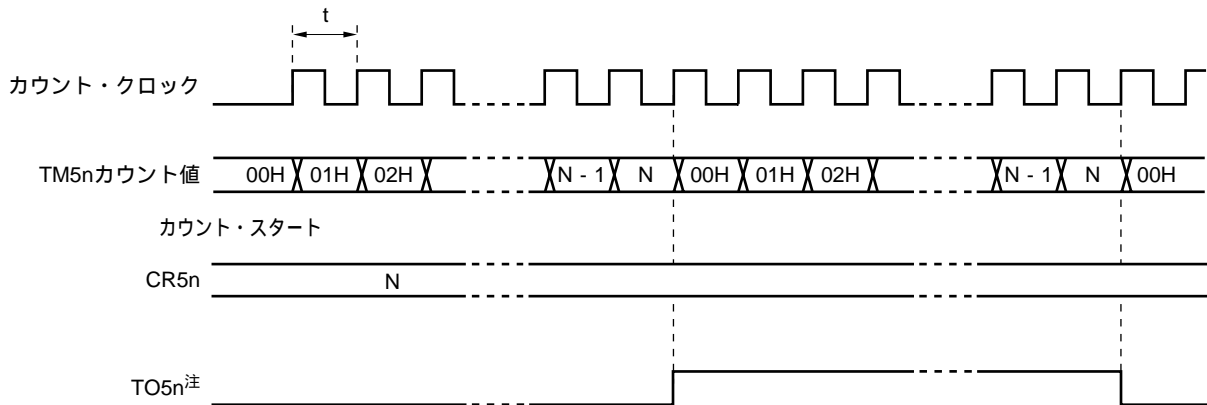 t
カウント・クロック
TM5nカウント値 00H 01H 02H N - 1 N 00H 01H 02H N - 1 N 00H
カウント・スタート
CR5n N
TO5n注